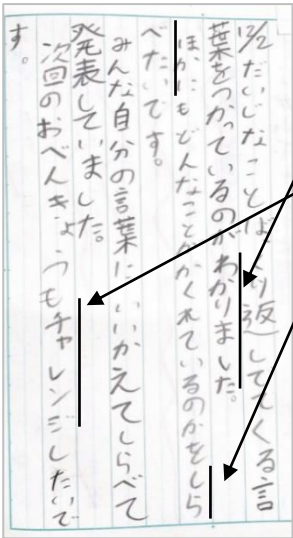 12/2 だいじなことばはくり返してでてくる言
葉をつかっているのがわかりました。
ほかにもどんなことがかくれているのかをしら
べたいです。
みんな自分の言葉にいいかえてしらべて
発表していました。
次回のおべんきょうもチャレンジしたいで
す。